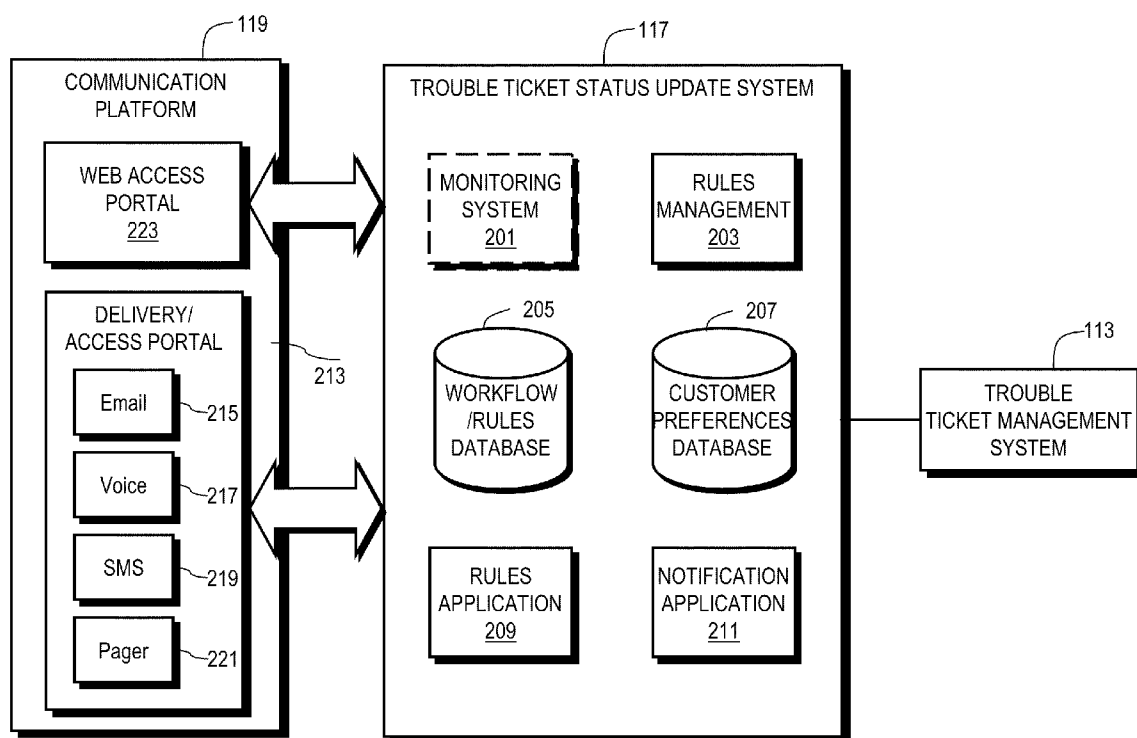 119
COMMUNICATION
PLATFORM
WEB ACCESS
PORTAL
223
DELIVERY/
ACCESS PORTAL
213
Email
215
Voice
217
SMS
219
Pager
221
117
TROUBLE TICKET STATUS UPDATE SYSTEM
MONITORING
SYSTEM
201
RULES
MANAGEMENT
203
205
WORKFLOW
/RULES
DATABASE
207
CUSTOMER
PREFERENCES
DATABASE
RULES
APPLICATION
209
NOTIFICATION
APPLICATION
211
113
TROUBLE
TICKET MANAGEMENT
SYSTEM